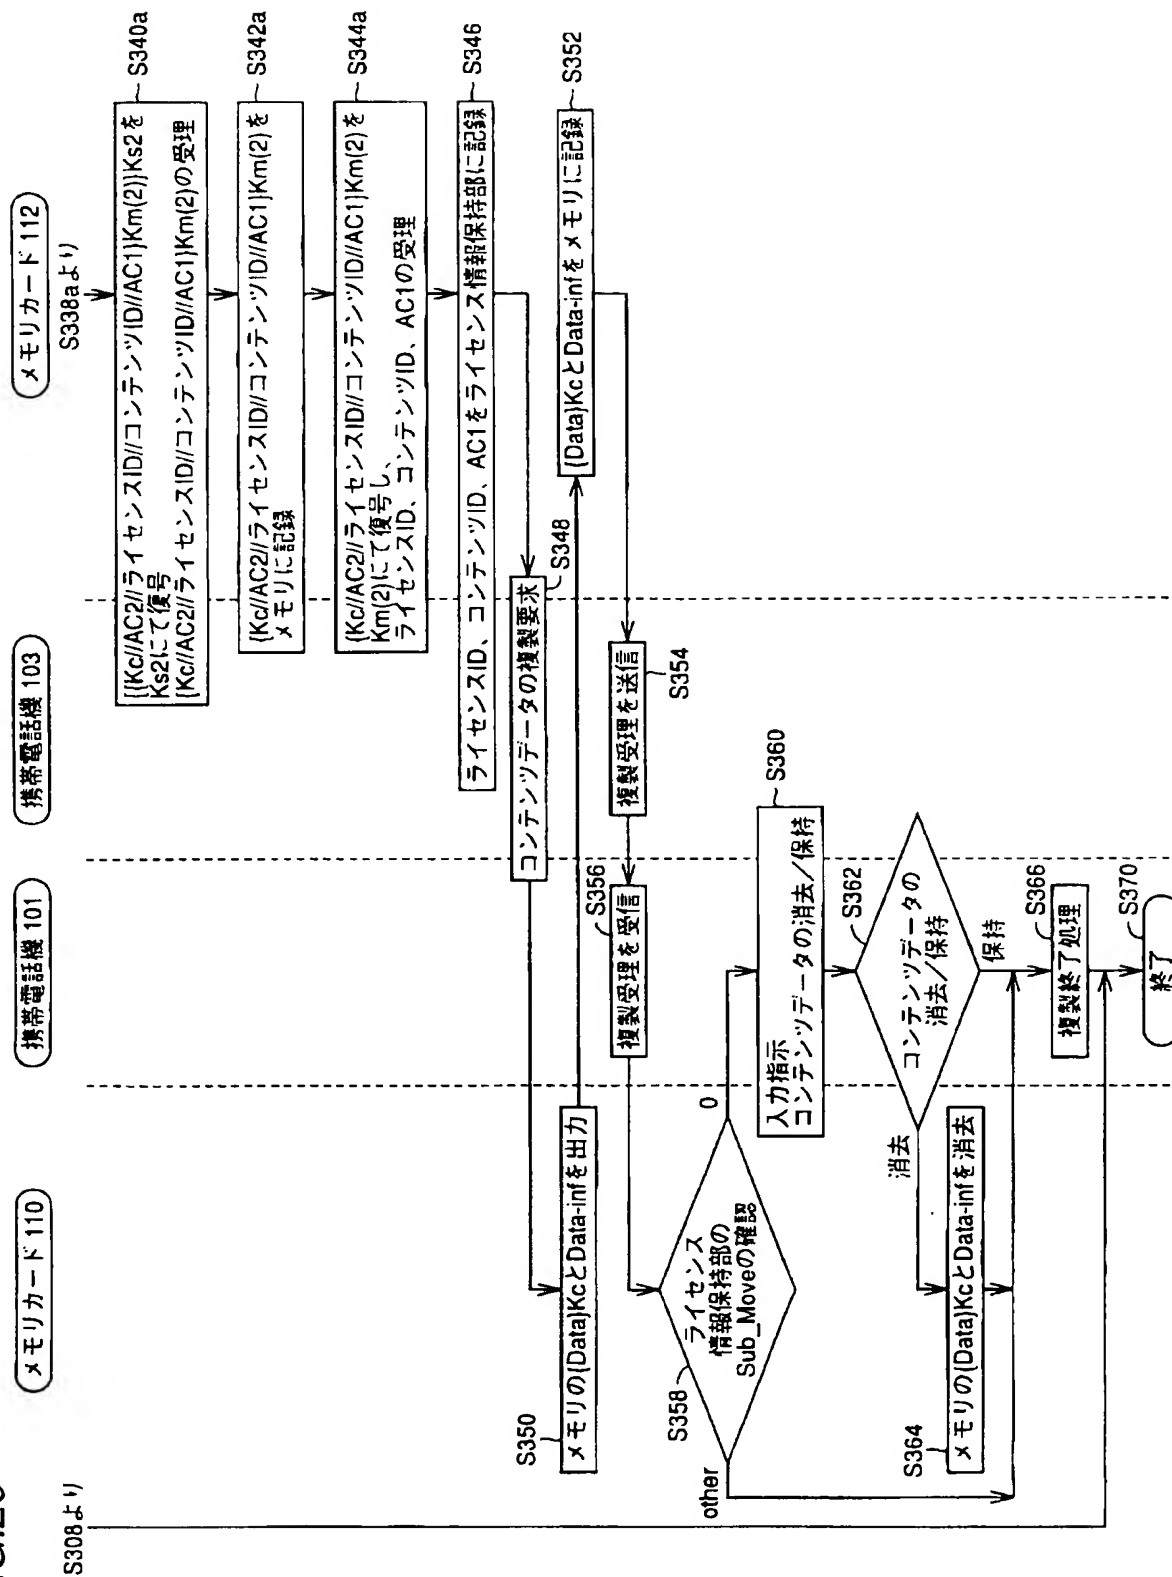 メモリカード 110
携帯電話機 101
携帯電話機 103
メモリカード 112
S308より
S338aより
S340a
{{Kc//AC2//ライセンスID//コンテンツID//AC1}Km(2)}Ks2を
Ks2にて復号
{Kc//AC2//ライセンスID//コンテンツID//AC1}Km(2)の受理
S342a
{Kc//AC2//ライセンスID//コンテンツID//AC1}Km(2)を
メモリに記録
S344a
{Kc//AC2//ライセンスID//コンテンツID//AC1}Km(2)を
Km(2)にて復号し、
ライセンスID、コンテンツID、AC1の受理
S346
ライセンスID、コンテンツID、AC1をライセンス情報保持部に記録
S348
コンテンツデータの複製要求
S350
メモリの{Data}KcとData-infを出力
S352
{Data}KcとData-infをメモリに記録
S354
複製受理を送信
S356
複製受理を受信
S358
ライセンス
情報保持部の
Sub_Moveの確認
other
0
S360
入力指示
コンテンツデータの消去/保持
S362
コンテンツデータの
消去/保持
消去
保持
S364
メモリの{Data}KcとData-infを消去
S366
複製終了処理
S370
終了